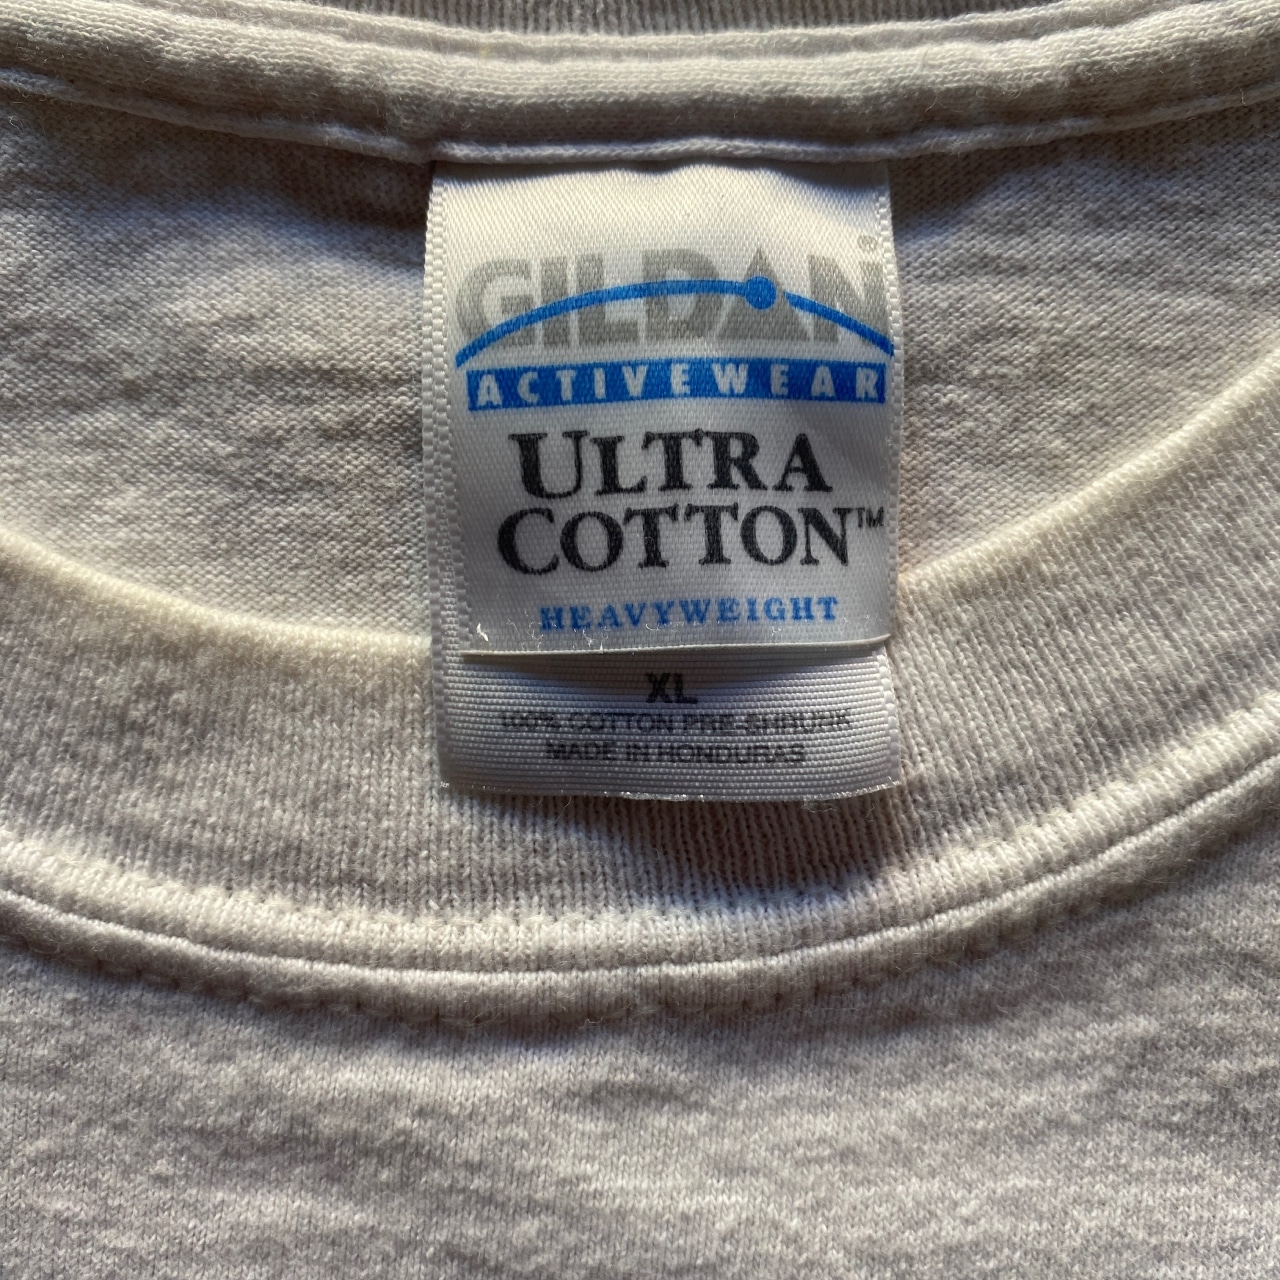 GILDAN®
ACTIVEWEAR
ULTRA
COTTON™
HEAVYWEIGHT
XL
100% COTTON PRE-SHRUNK
MADE IN HONDURAS